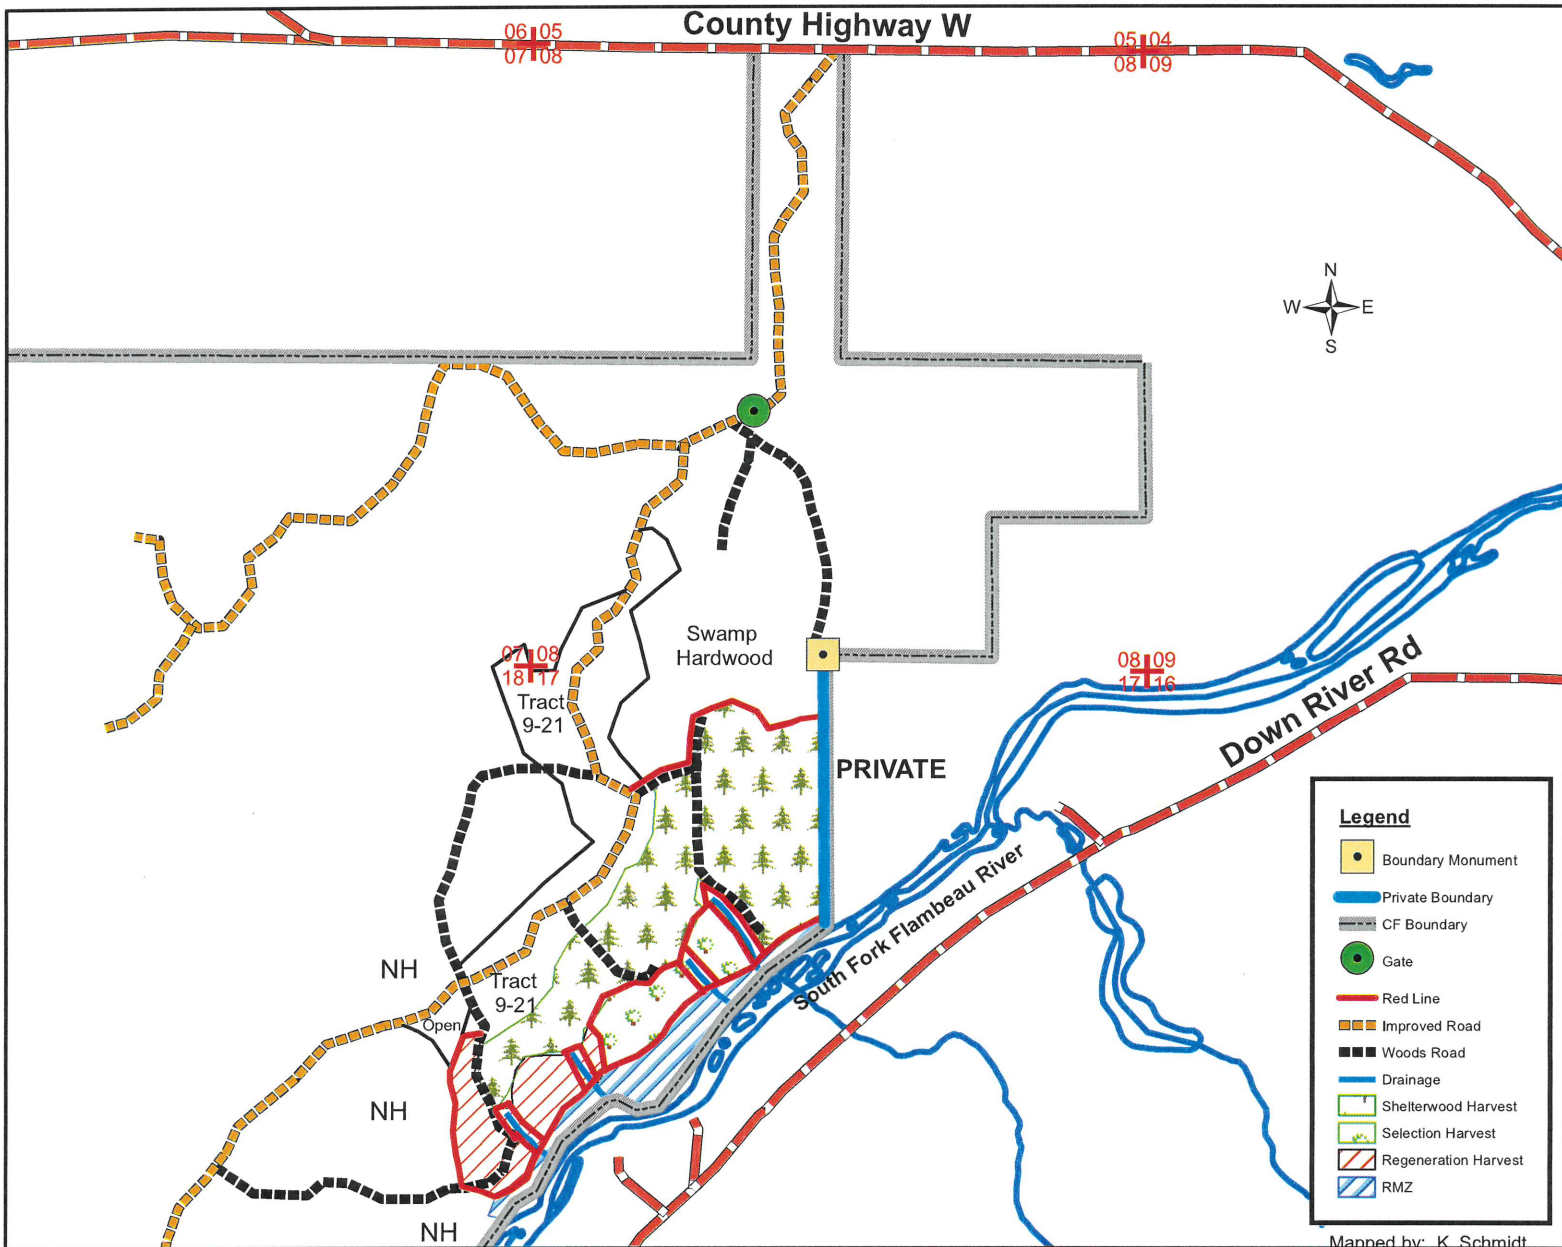 County Highway W
06 05
07 08
05 04
08 09
N
W E
S
Swamp
Hardwood
07 08
18 17
Tract
9-21
08 09
17 16
Down River Rd
PRIVATE
South Fork Flambeau River
NH
Tract
9-21
Open
NH
NH
Legend
Boundary Monument
Private Boundary
CF Boundary
Gate
Red Line
Improved Road
Woods Road
Drainage
Shelterwood Harvest
Selection Harvest
Regeneration Harvest
RMZ
Mapped by: K. Schmidt